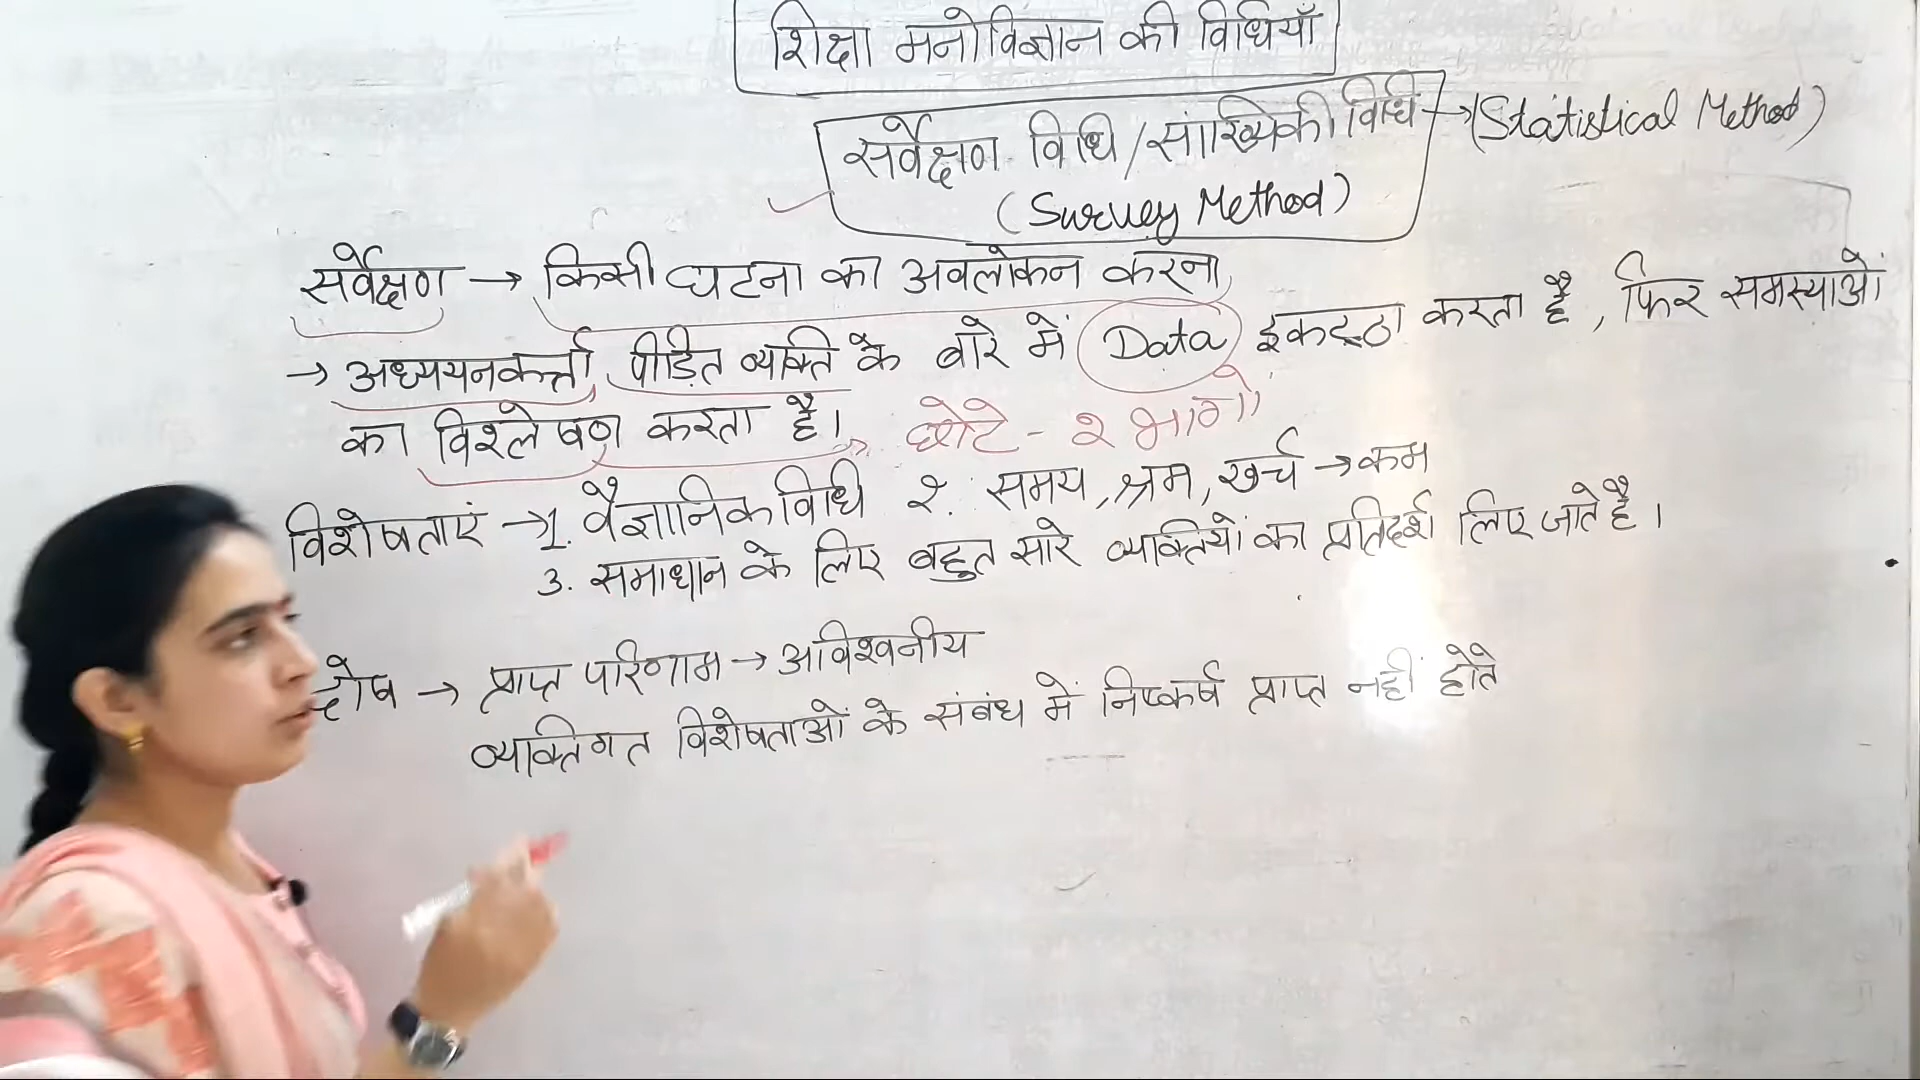 शिक्षा मनोविज्ञान की विधियाँ
सर्वेक्षण विधि/सांख्यिकी विधि →(Statistical Method)
(Survey Method)
सर्वेक्षण → किसी घटना का अवलोकन करना
→ अध्ययनकर्त्ता पीड़ित व्यक्ति के बारे में Data इकट्ठा करता है, फिर समस्याओं
का विश्लेषण करता है। → छोटे-२ भागों
विशेषताएं →1. वैज्ञानिक विधि २. समय, श्रम, खर्च → कम
3. समाधान के लिए बहुत सारे व्यक्तियों का प्रतिदर्श लिए जाते है।
दोष → प्राप्त परिणाम → अविश्वनीय
व्यक्तिगत विशेषताओं के संबंध में निष्कर्ष प्राप्त नहीं होते